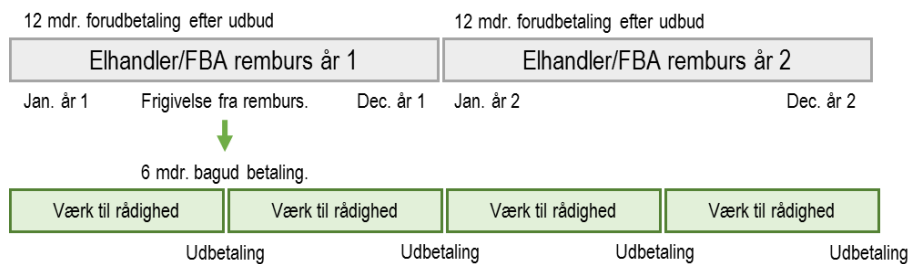 12 mdr. forudbetaling efter udbud
12 mdr. forudbetaling efter udbud
Elhandler/FBA remburs år 1
Elhandler/FBA remburs år 2
Jan. år 1
Frigivelse fra remburs.
Dec. år 1
Jan. år 2
Dec. år 2
6 mdr. bagud betaling.
Værk til rådighed
Værk til rådighed
Værk til rådighed
Værk til rådighed
Udbetaling
Udbetaling
Udbetaling
Udbetaling